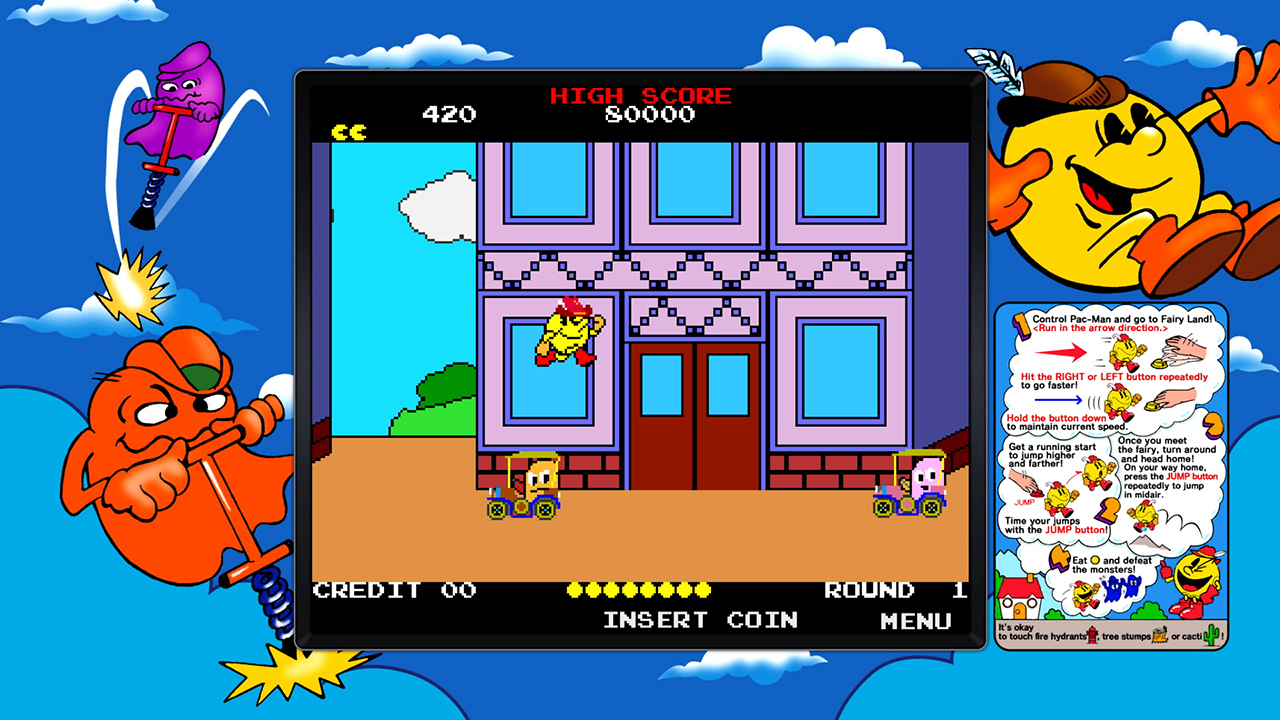 HIGH SCORE
420 80000
CREDIT 00 ROUND 1
INSERT COIN MENU
1 Control Pac-Man and go to Fairy Land!
<Run in the arrow direction.>
Hit the RIGHT or LEFT button repeatedly
to go faster!
Hold the button down
to maintain current speed.
2
Get a running start
to jump higher
and farther!
JUMP
Time your jumps
with the JUMP button!
Once you meet
the fairy, turn around
and head home!
On your way home,
press the JUMP button
repeatedly to jump
in midair.
2
Eat and defeat
the monsters!
It's okay
to touch fire hydrants, tree stumps, or cacti!